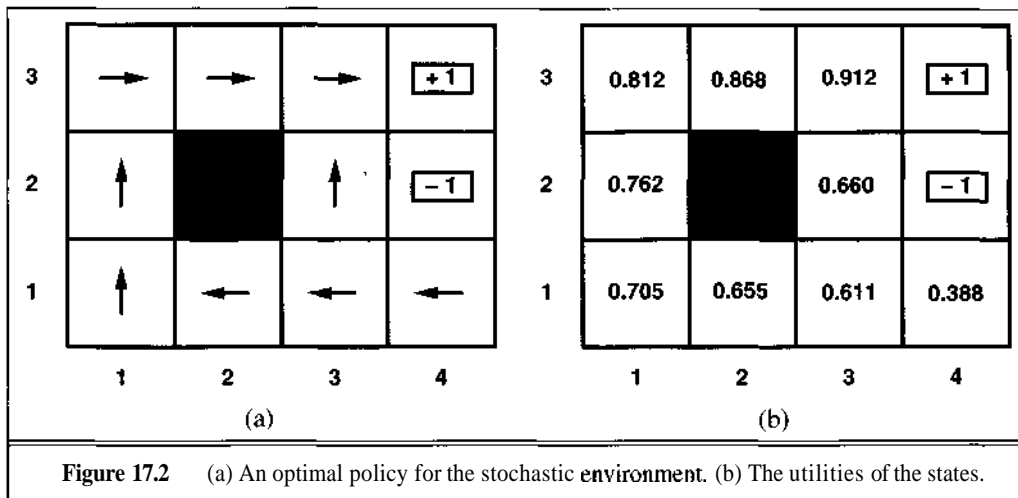 3 + 1 3 0.812 0.868 0.912 + 1
2 − 1 2 0.762 0.660 − 1
1 1 0.705 0.655 0.611 0.388
1 2 3 4 1 2 3 4
(a) (b)
Figure 17.2 (a) An optimal policy for the stochastic environment. (b) The utilities of the states.